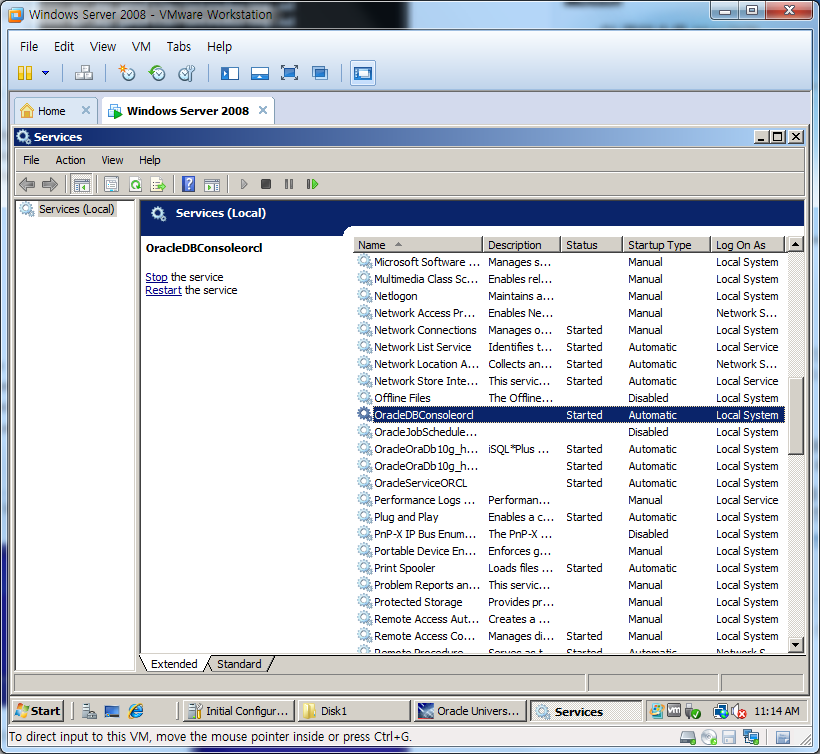 Windows Server 2008 - VMware Workstation
File Edit View VM Tabs Help
Home Windows Server 2008
Services
File Action View Help
Services (Local)
Services (Local)
OracleDBConsoleorcl
Stop the service
Restart the service
Name Description Status Startup Type Log On As
Microsoft Software ... Manages s... Manual Local System
Multimedia Class Sc... Enables rel... Manual Local System
Netlogon Maintains a... Manual Local System
Network Access Pr... Enables Ne... Manual Network S...
Network Connections Manages o... Started Manual Local System
Network List Service Identifies t... Started Automatic Local Service
Network Location A... Collects an... Started Automatic Network S...
Network Store Inte... This servic... Started Automatic Local Service
Offline Files The Offline... Disabled Local System
OracleDBConsoleorcl Started Automatic Local System
OracleJobSchedule... Disabled Local System
OracleOraDb10g_h... iSQL*Plus ... Started Automatic Local System
OracleOraDb10g_h... Started Automatic Local System
OracleServiceORCL Started Automatic Local System
Performance Logs ... Performan... Manual Local Service
Plug and Play Enables a c... Started Automatic Local System
PnP-X IP Bus Enum... The PnP-X ... Disabled Local System
Portable Device En... Enforces g... Manual Local System
Print Spooler Loads files ... Started Automatic Local System
Problem Reports an... This servic... Manual Local System
Protected Storage Provides pr... Manual Local System
Remote Access Aut... Creates a ... Manual Local System
Remote Access Co... Manages di... Started Manual Local System
Remote Procedure Serves as t Started Automatic Network S
Extended Standard
Start Initial Configur... Disk1 Oracle Univers... Services 11:14 AM
To direct input to this VM, move the mouse pointer inside or press Ctrl+G.